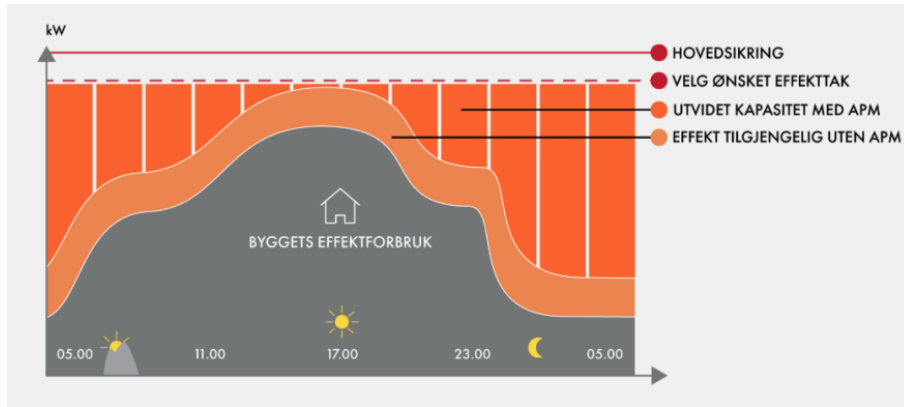 kW
HOVEDSIKRING
VELG ØNSKET EFFEKTTAK
UTVIDET KAPASITET MED APM
EFFEKT TILGJENGELIG UTEN APM
BYGGETS EFFEKTFORBRUK
05.00 11.00 17.00 23.00 05.00